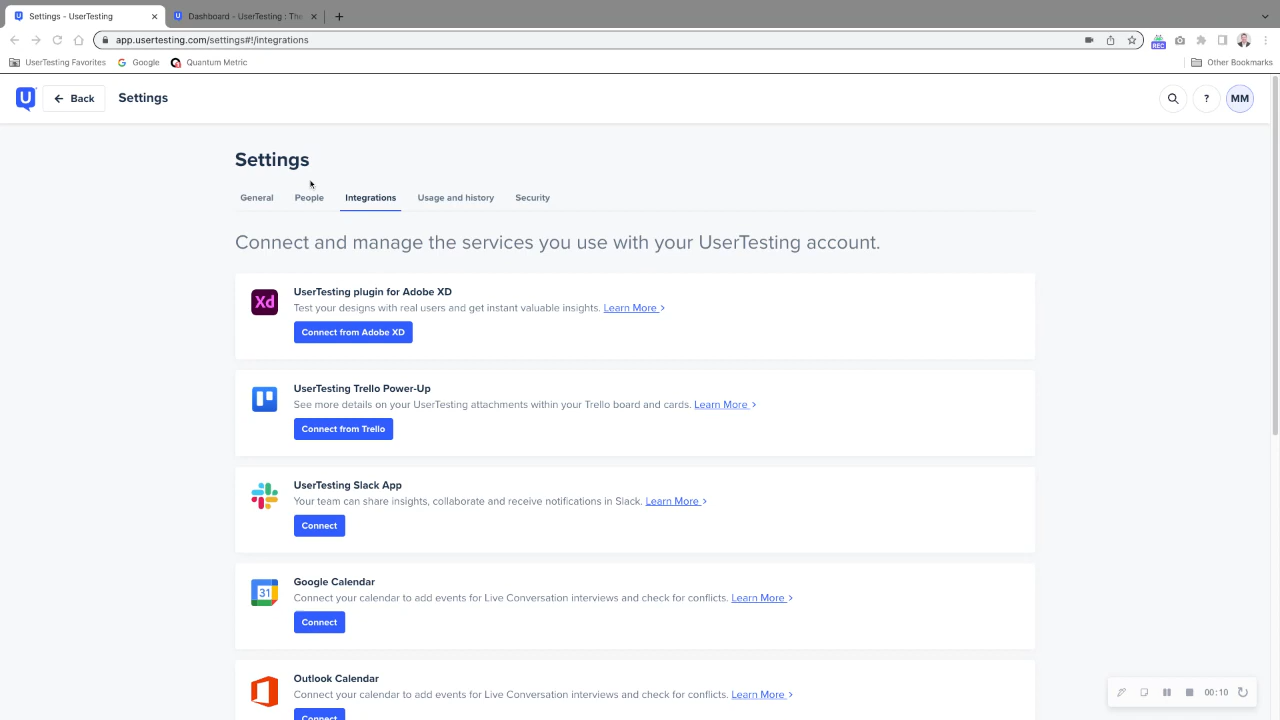 Settings - UserTesting
Dashboard - UserTesting : The
app.usertesting.com/settings#!/integrations
REC
UserTesting Favorites
Google
Quantum Metric
Other Bookmarks
U
Back
Settings
?
MM
Settings
General
People
Integrations
Usage and history
Security
Connect and manage the services you use with your UserTesting account.
Xd
UserTesting plugin for Adobe XD
Test your designs with real users and get instant valuable insights. Learn More >
Connect from Adobe XD
UserTesting Trello Power-Up
See more details on your UserTesting attachments within your Trello board and cards. Learn More >
Connect from Trello
UserTesting Slack App
Your team can share insights, collaborate and receive notifications in Slack. Learn More >
Connect
31
Google Calendar
Connect your calendar to add events for Live Conversation interviews and check for conflicts. Learn More >
Connect
Outlook Calendar
Connect your calendar to add events for Live Conversation interviews and check for conflicts. Learn More >
Connect
00:10